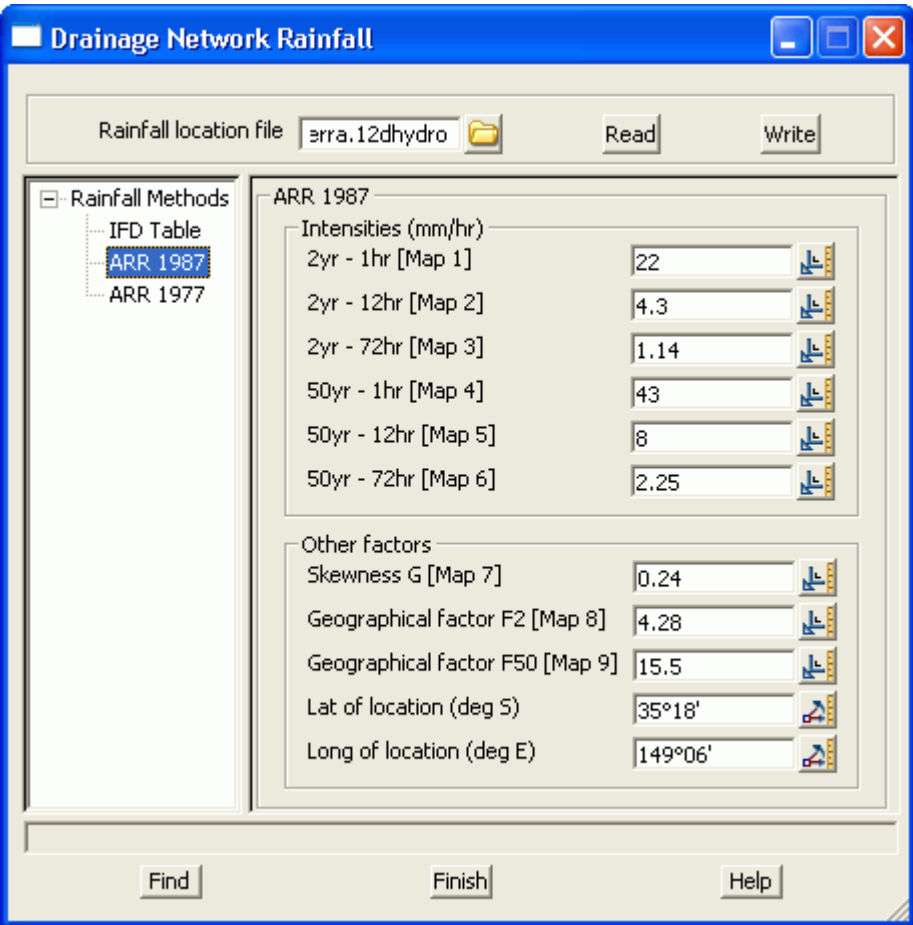 Drainage Network Rainfall
Rainfall location file erra.12dhydro Read Write
Rainfall Methods
IFD Table
ARR 1987
ARR 1977
ARR 1987
Intensities (mm/hr)
2yr - 1hr [Map 1] 22
2yr - 12hr [Map 2] 4.3
2yr - 72hr [Map 3] 1.14
50yr - 1hr [Map 4] 43
50yr - 12hr [Map 5] 8
50yr - 72hr [Map 6] 2.25
Other factors
Skewness G [Map 7] 0.24
Geographical factor F2 [Map 8] 4.28
Geographical factor F50 [Map 9] 15.5
Lat of location (deg S) 35°18'
Long of location (deg E) 149°06'
Find Finish Help